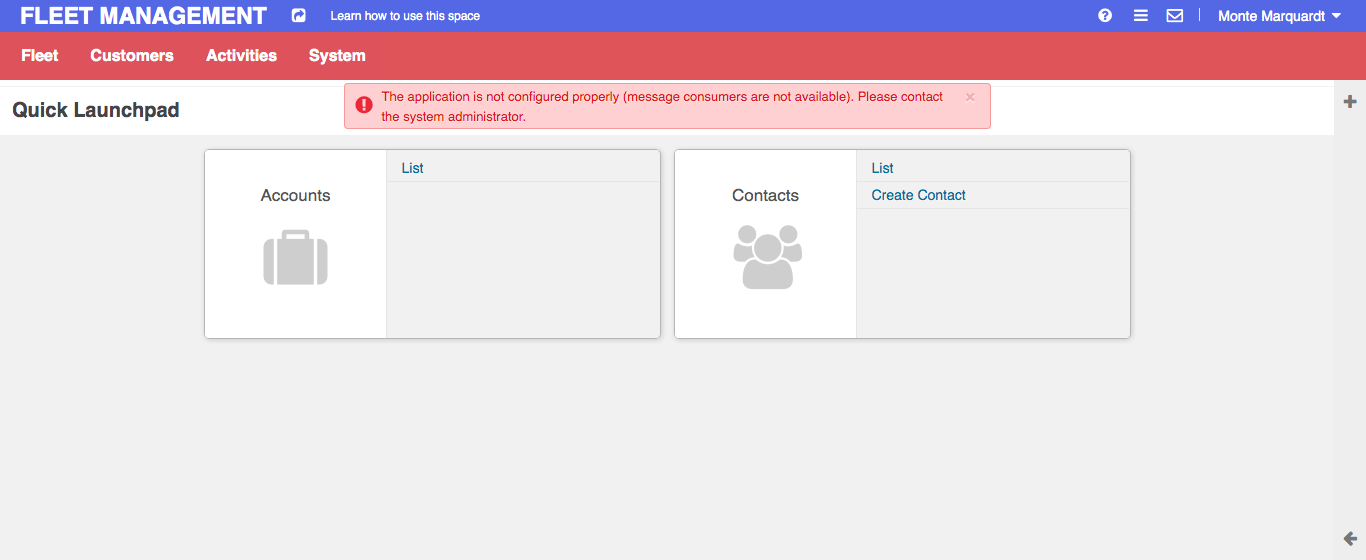 FLEET MANAGEMENT
Learn how to use this space
Monte Marquardt
Fleet
Customers
Activities
System
Quick Launchpad
The application is not configured properly (message consumers are not available). Please contact
the system administrator.
Accounts
List
Contacts
List
Create Contact